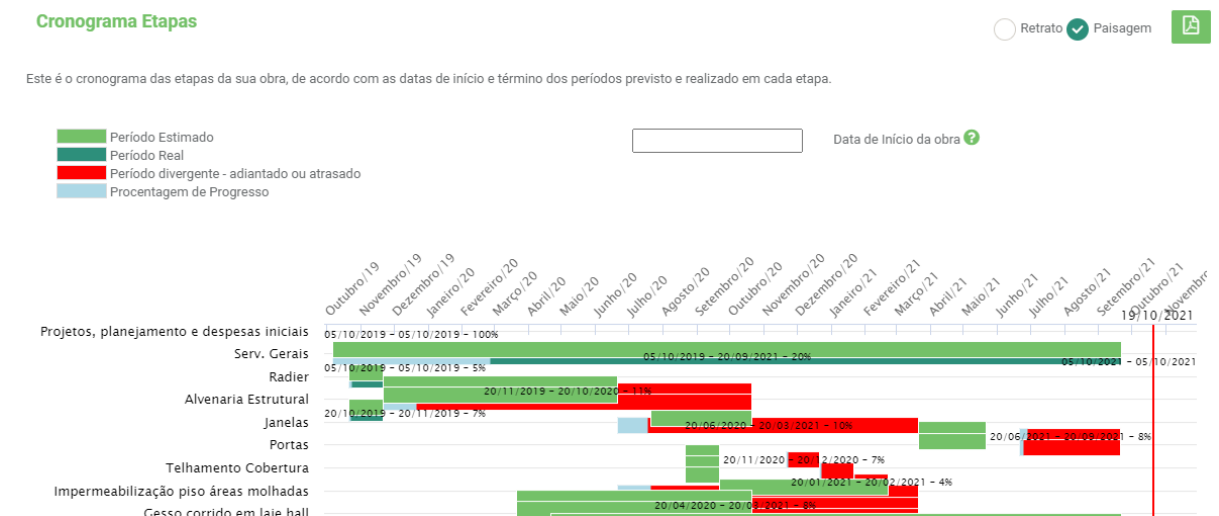 Cronograma Etapas
Retrato Paisagem
Este é o cronograma das etapas da sua obra, de acordo com as datas de início e término dos períodos previsto e realizado em cada etapa.
Período Estimado
Data de Início da obra ?
Período Real
Período divergente - adiantado ou atrasado
Procentagem de Progresso
Outubro/19
Novembro/19
Dezembro/19
Janeiro/20
Fevereiro/20
Março/20
Abril/20
Maio/20
Junho/20
Julho/20
Agosto/20
Setembro/20
Outubro/20
Novembro/20
Dezembro/20
Janeiro/21
Fevereiro/21
Março/21
Abril/21
Maio/21
Junho/21
Julho/21
Agosto/21
Setembro/21
Outubro/21
Novembr
19/10/2021
Projetos, planejamento e despesas iniciais
05/10/2019 - 05/10/2019 - 100%
Serv. Gerais
05/10/2019 - 20/09/2021 - 20%
05/10/2021 - 05/10/2021
Radier
05/10/2019 - 05/10/2019 - 5%
Alvenaria Estrutural
20/11/2019 - 20/10/2020 - 11%
Janelas
20/10/2019 - 20/11/2019 - 7%
20/06/2020 - 20/03/2021 - 10%
Portas
20/06/2021 - 20/09/2021 - 8%
Telhamento Cobertura
20/11/2020 - 20/12/2020 - 7%
20/01/2021 - 20/02/2021 - 4%
Impermeabilização piso áreas molhadas
20/04/2020 - 20/03/2021 - 8%
Gesso corrido em laje hall